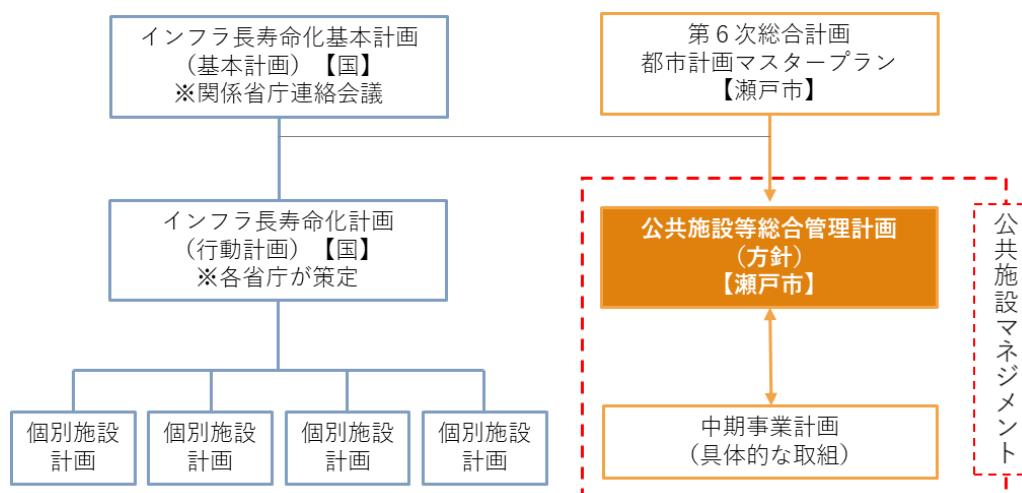 インフラ長寿命化基本計画
（基本計画）【国】
※関係省庁連絡会議
第６次総合計画
都市計画マスタープラン
【瀬戸市】
インフラ長寿命化計画
（行動計画）【国】
※各省庁が策定
公共施設等総合管理計画
（方針）
【瀬戸市】
公共施設マネジメント
個別施設
計画
個別施設
計画
個別施設
計画
個別施設
計画
中期事業計画
（具体的な取組）